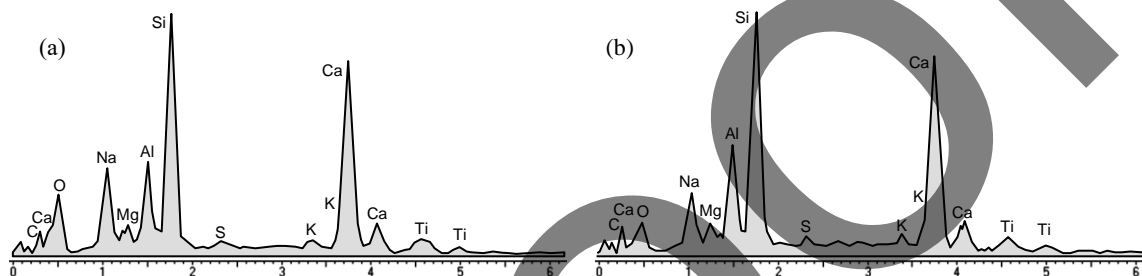 (a)
Si
Ca
Na
Al
O
Ca
C
Mg
S
K
K
Ca
Ti
Ti
0 1 2 3 4 5 6
(b)
Si
Ca
Al
Na
Ca O
C
Mg
S
K
K
Ca
Ti
Ti
0 1 2 3 4 5 6